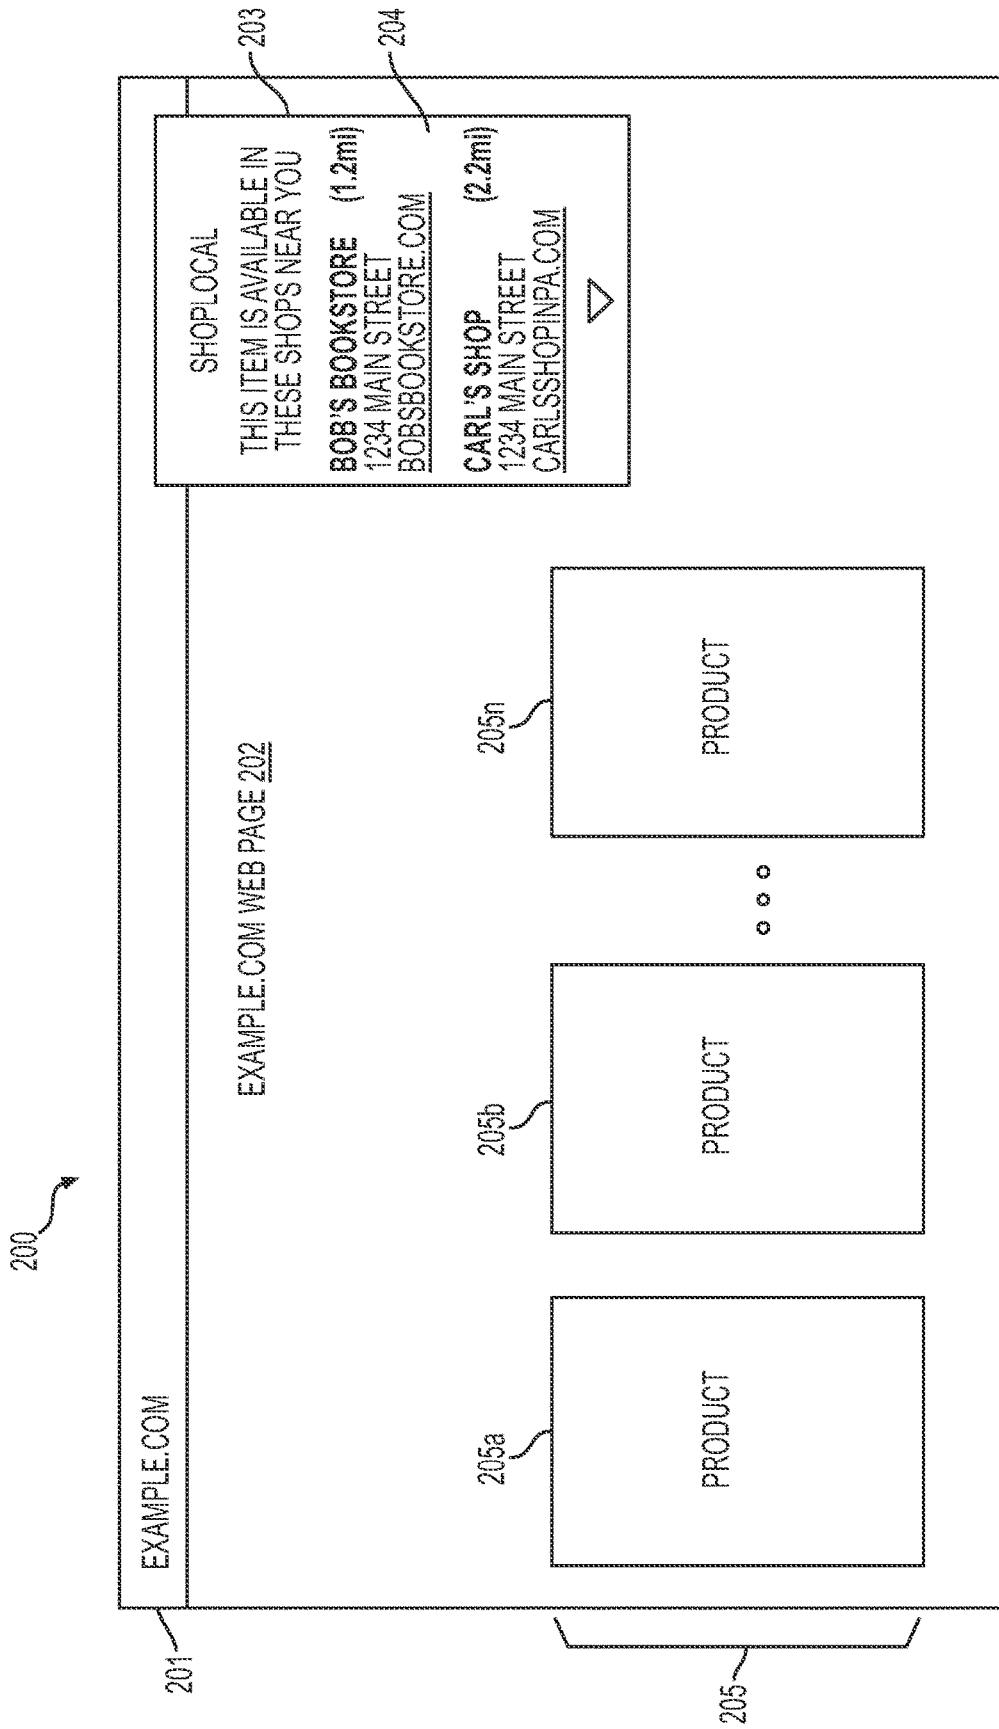 200
201
EXAMPLE.COM
203
SHOPLOCAL
THIS ITEM IS AVAILABLE IN
THESE SHOPS NEAR YOU
BOB'S BOOKSTORE (1.2mi)
1234 MAIN STREET
BOBSBOOKSTORE.COM
204
CARL'S SHOP (2.2mi)
1234 MAIN STREET
CARLSSHOPINPA.COM
EXAMPLE.COM WEB PAGE 202
205a
205b
205n
205
PRODUCT
PRODUCT
PRODUCT